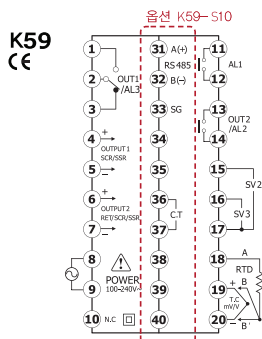 옵션 K59-S10
K59
CE
1 31 A(+) 11
RS 485 AL1
2 OUT1 /AL3 32 B(-) 12
3 33 SG 13
OUT2 /AL2
4 + OUTPUT1 SCR/SSR 34 14
5 - 35 15
SV2
6 + OUTPUT2 RET/SCR/SSR 36 16
C.T SV3
7 - 37 17
8 38 18 A
POWER 100-240V~ RTD
9 39 19 + B
T.C mV/V
10 N.C 40 20 - B'